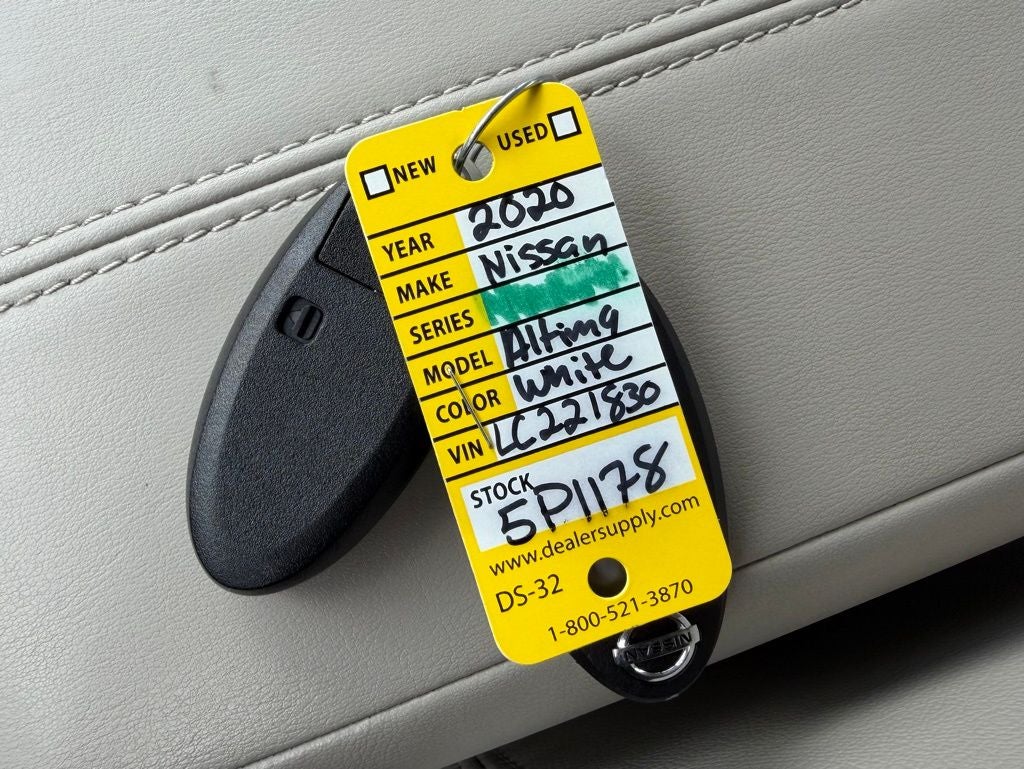 NEW USED
YEAR 2020
MAKE Nissan
SERIES
MODEL Altima
COLOR White
VIN LC221830
STOCK
5P1178
www.dealersupply.com
DS-32
1-800-521-3870
NISSAN